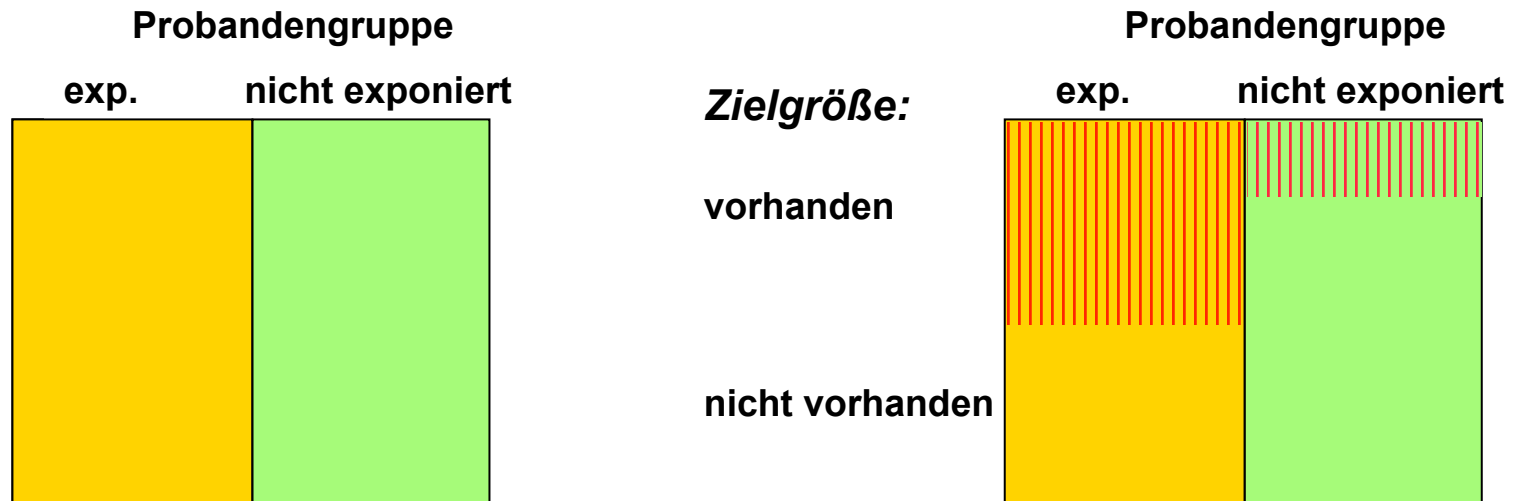 Probandengruppe
exp. nicht exponiert
Probandengruppe
Zielgröße: exp. nicht exponiert
vorhanden
nicht vorhanden